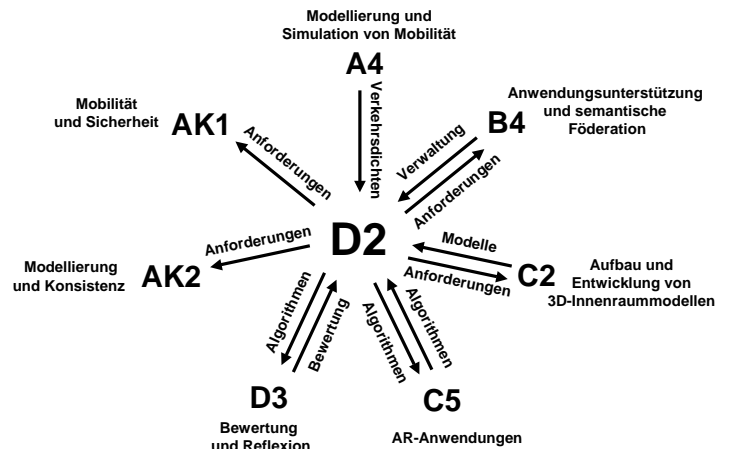 Modellierung und
Simulation von Mobilität
A4
Verkehrsdichten
Mobilität
und Sicherheit
AK1
Anforderungen
Anwendungsunterstützung
und semantische
Föderation
B4
Verwaltung
Anforderungen
D2
Modellierung
und Konsistenz
AK2
Anforderungen
Modelle
Anforderungen
C2
Aufbau und
Entwicklung von
3D-Innenraummodellen
Algorithmen
Bewertung
D3
Bewertung
und Reflexion
Algorithmen
Algorithmen
C5
AR-Anwendungen